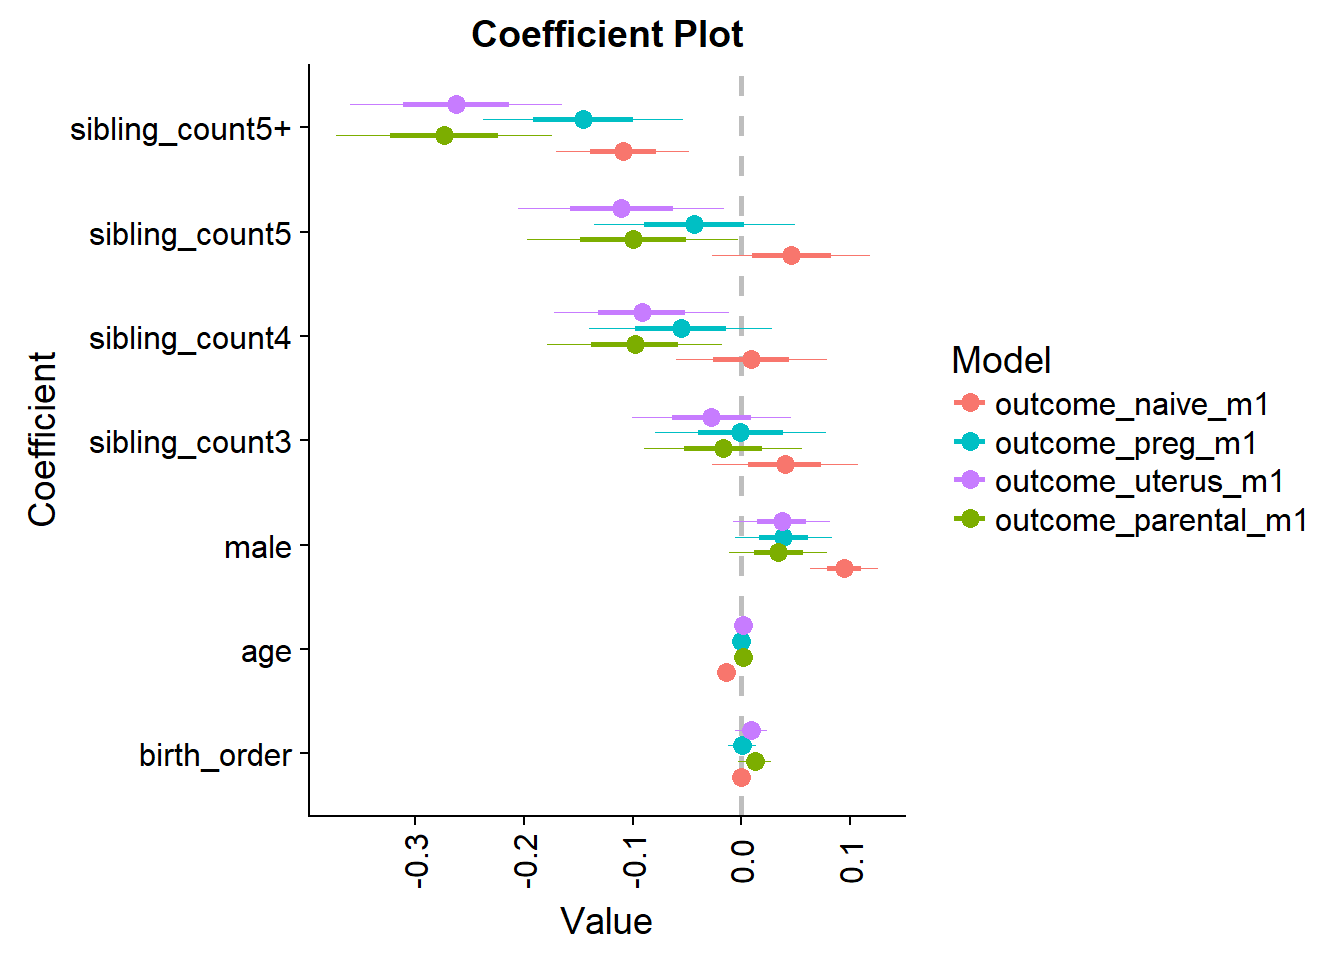 Coefficient Plot
Coefficient
sibling_count5+
sibling_count5
sibling_count4
sibling_count3
male
age
birth_order
-0.3
-0.2
-0.1
0.0
0.1
Value
Model
outcome_naive_m1
outcome_preg_m1
outcome_uterus_m1
outcome_parental_m1